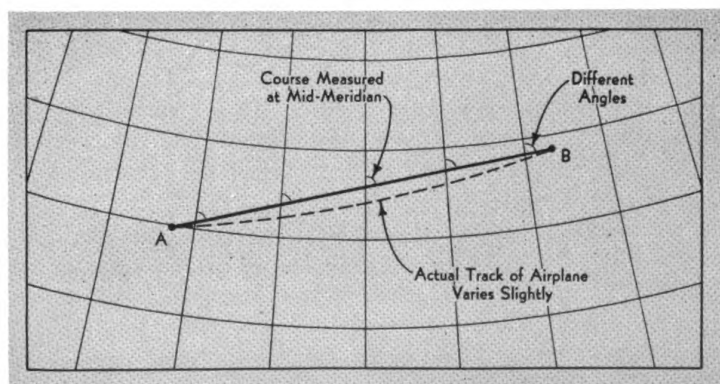 Course Measured
at Mid-Meridian
Different
Angles
B
A
Actual Track of Airplane
Varies Slightly